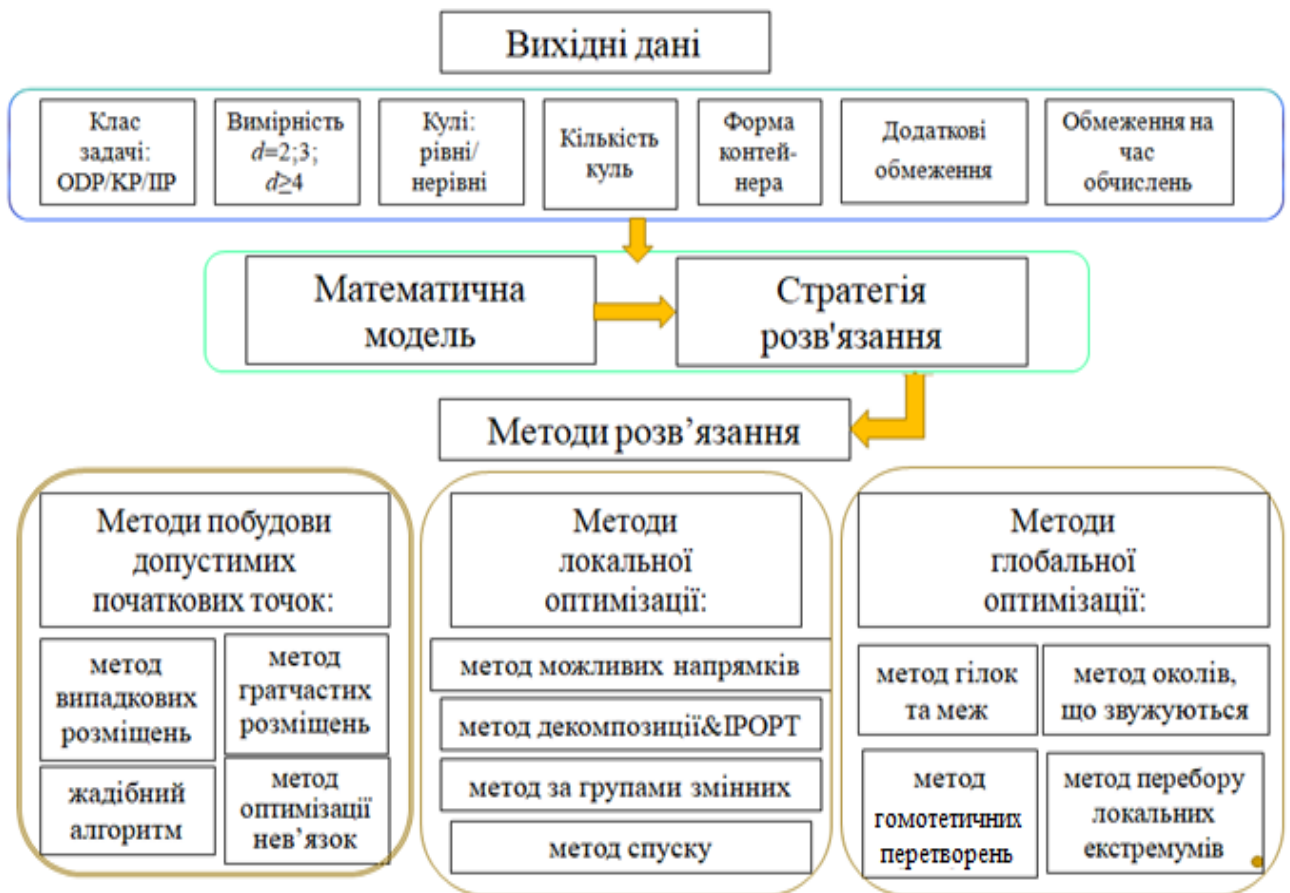 Вихідні дані
Клас
задачі:
ODP/KP/IIP
Вимірність
d=2;3;
d≥4
Кулі:
рівні/
нерівні
Кількість
куль
Форма
контей-
нера
Додаткові
обмеження
Обмеження на
час
обчислень
Математична
модель
Стратегія
розв'язання
Методи розв’язання
Методи побудови
допустимих
початкових точок:
метод
випадкових
розміщень
метод
гратчастих
розміщень
жадібний
алгоритм
метод
оптимізації
нев’язок
Методи
локальної
оптимізації:
метод можливих напрямків
метод декомпозиції&IPOPT
метод за групами змінних
метод спуску
Методи
глобальної
оптимізації:
метод гілок
та меж
метод околів,
що звужуються
метод
гомотетичних
перетворень
метод перебору
локальних
екстремумів